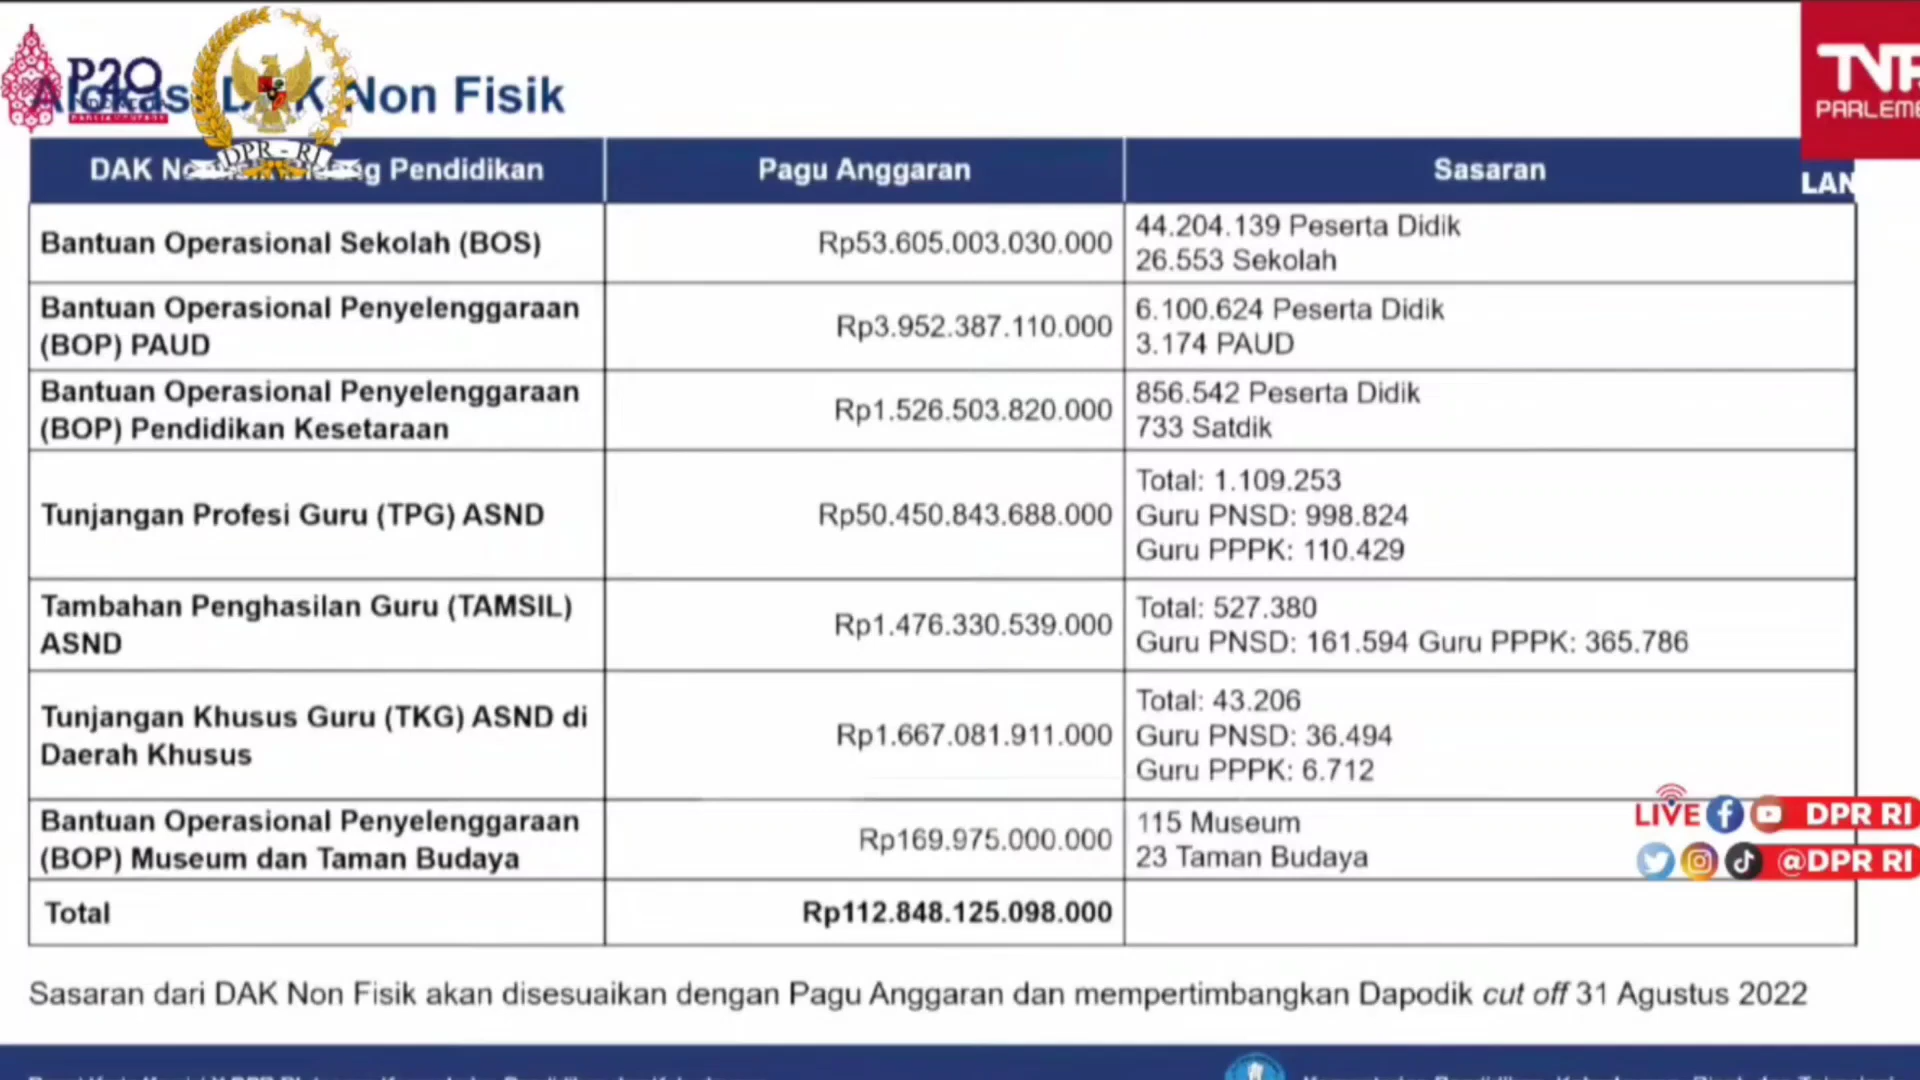 P20
Alokasi DAK Non Fisik
DPR - RI
TVR
PARLEMEN
DAK Nonfisik Bidang Pendidikan
Pagu Anggaran
Sasaran
LAN
Bantuan Operasional Sekolah (BOS)
Rp53.605.003.030.000
44.204.139 Peserta Didik
26.553 Sekolah
Bantuan Operasional Penyelenggaraan
(BOP) PAUD
Rp3.952.387.110.000
6.100.624 Peserta Didik
3.174 PAUD
Bantuan Operasional Penyelenggaraan
(BOP) Pendidikan Kesetaraan
Rp1.526.503.820.000
856.542 Peserta Didik
733 Satdik
Tunjangan Profesi Guru (TPG) ASND
Rp50.450.843.688.000
Total: 1.109.253
Guru PNSD: 998.824
Guru PPPK: 110.429
Tambahan Penghasilan Guru (TAMSIL)
ASND
Rp1.476.330.539.000
Total: 527.380
Guru PNSD: 161.594 Guru PPPK: 365.786
Tunjangan Khusus Guru (TKG) ASND di
Daerah Khusus
Rp1.667.081.911.000
Total: 43.206
Guru PNSD: 36.494
Guru PPPK: 6.712
Bantuan Operasional Penyelenggaraan
(BOP) Museum dan Taman Budaya
Rp169.975.000.000
115 Museum
23 Taman Budaya
LIVE DPR RI
@DPR RI
Total
Rp112.848.125.098.000
Sasaran dari DAK Non Fisik akan disesuaikan dengan Pagu Anggaran dan mempertimbangkan Dapodik cut off 31 Agustus 2022